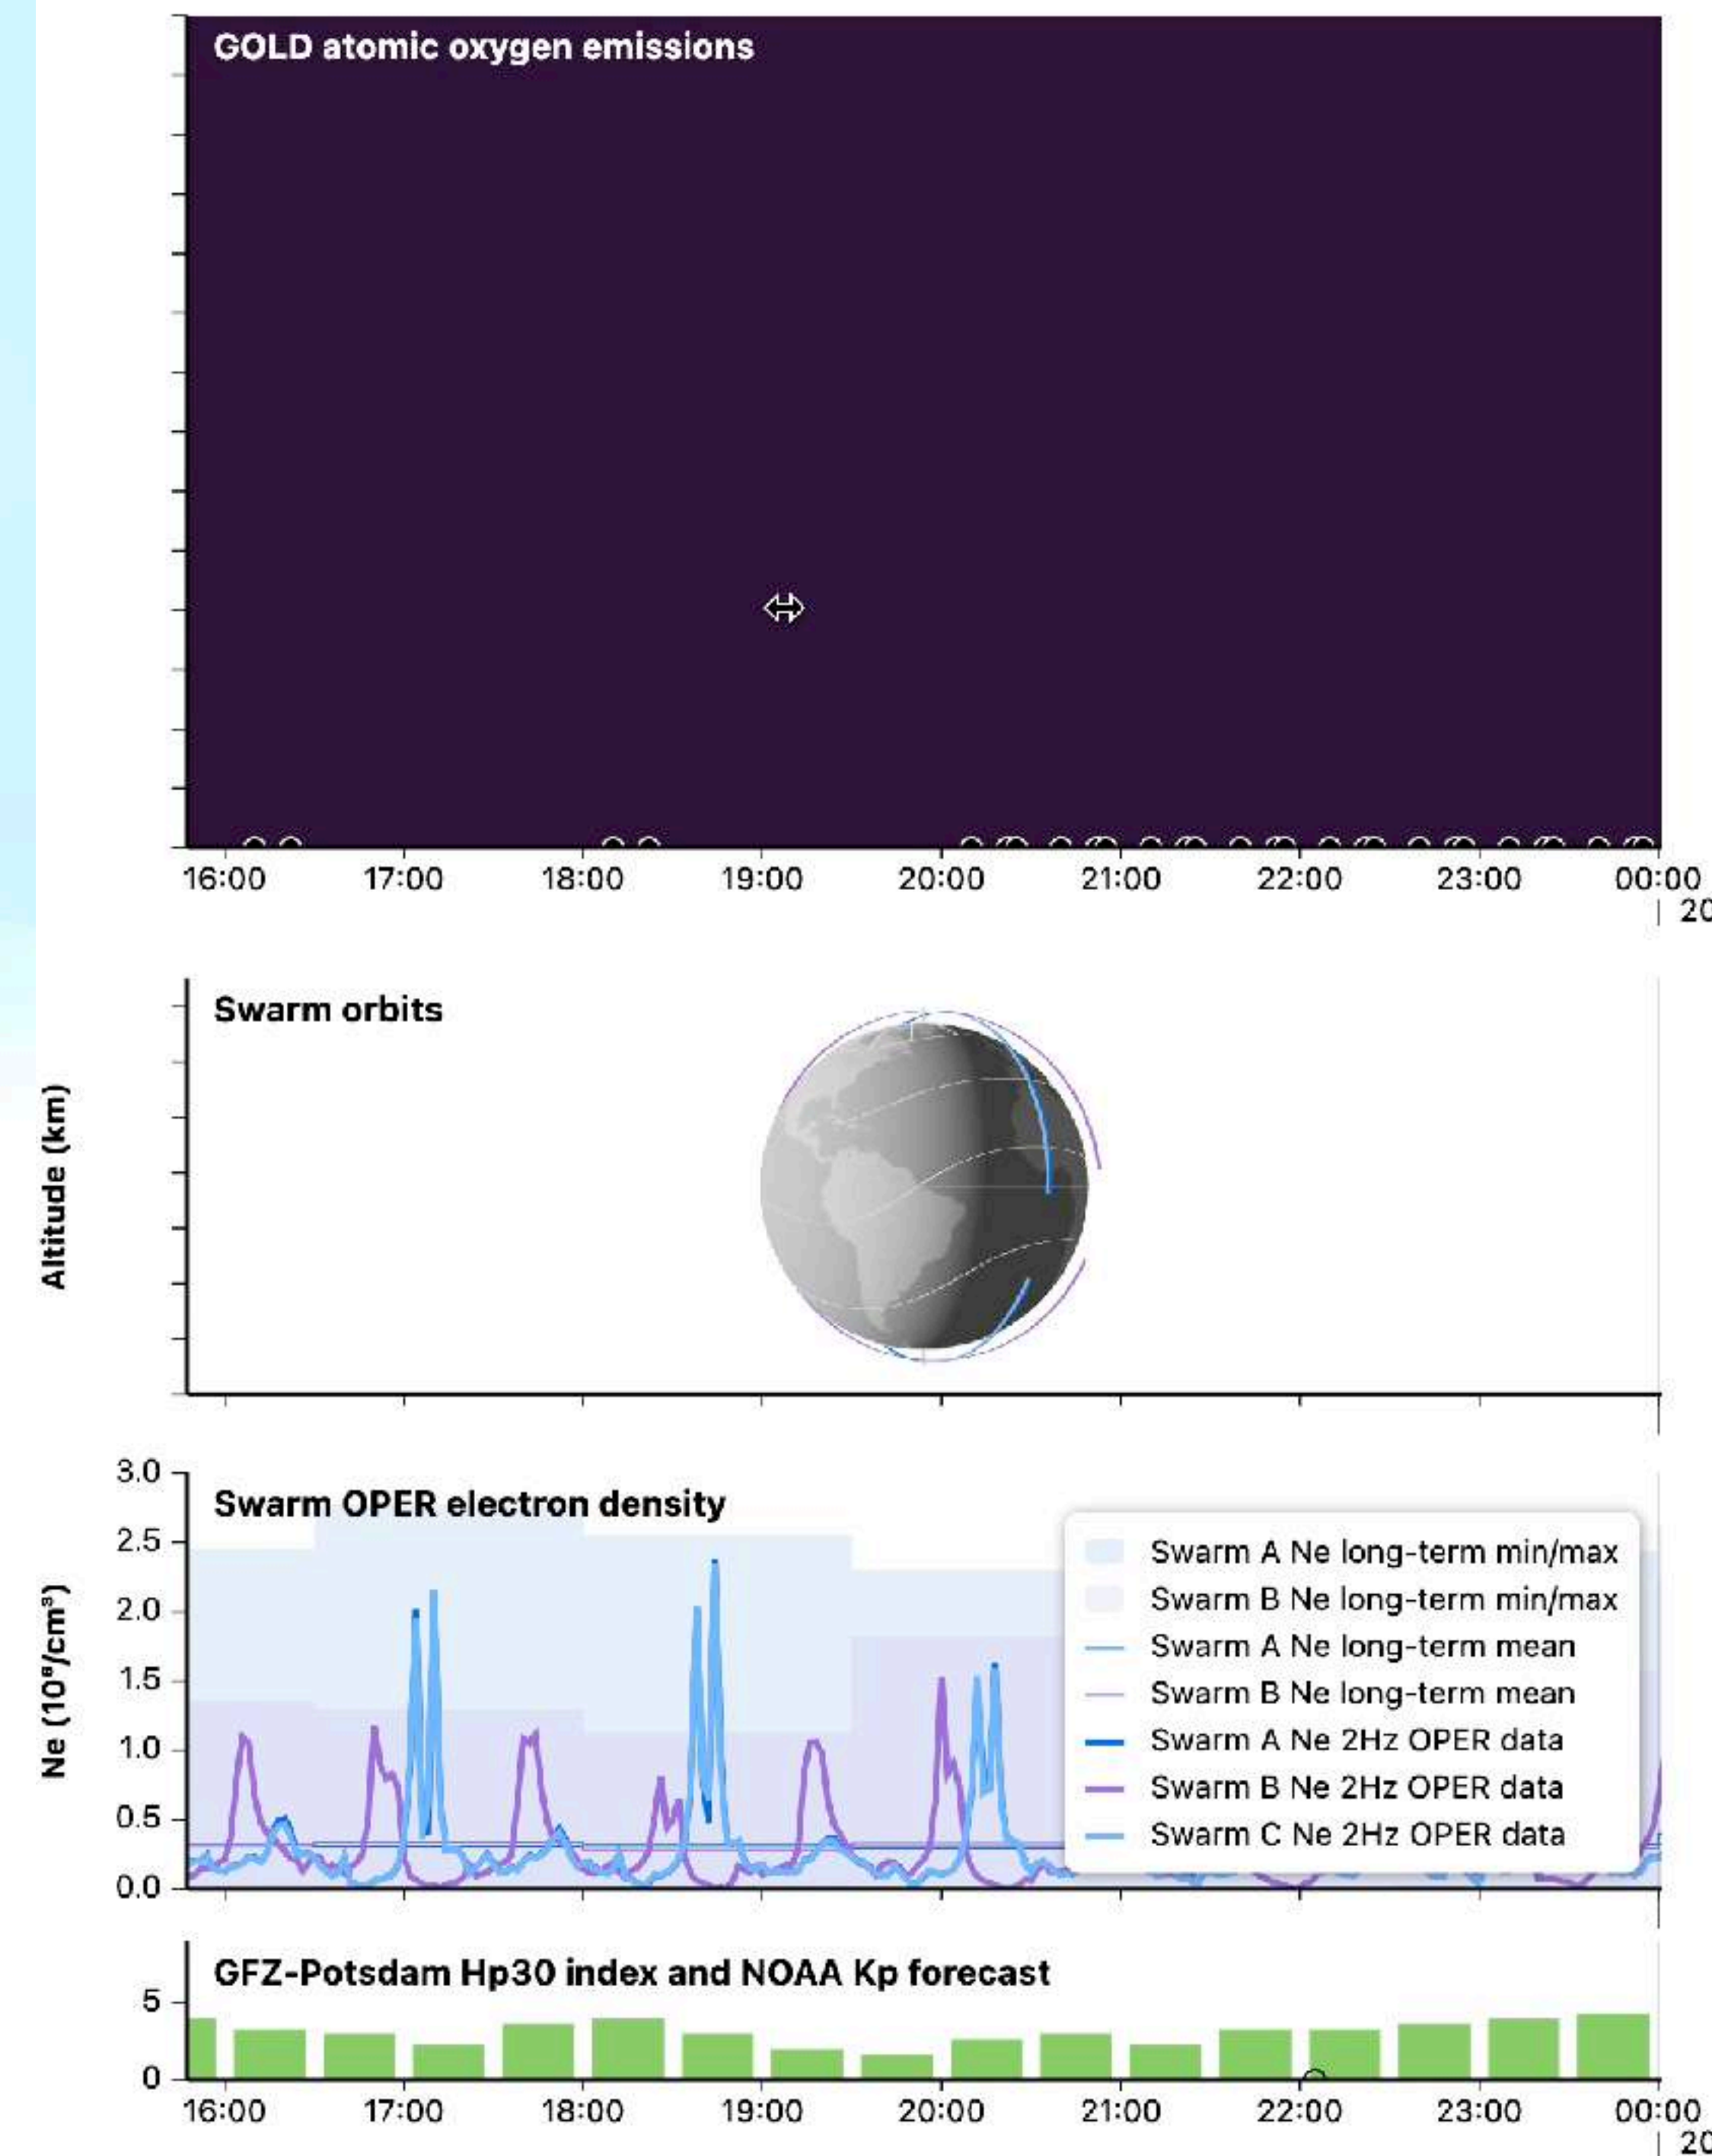 GOLD atomic oxygen emissions
16:00 17:00 18:00 19:00 20:00 21:00 22:00 23:00 00:00
20
Swarm orbits
Altitude (km)
3.0
Swarm OPER electron density
2.5
2.0
1.5
1.0
0.5
0.0
Ne (10⁶/cm³)
Swarm A Ne long-term min/max
Swarm B Ne long-term min/max
Swarm A Ne long-term mean
Swarm B Ne long-term mean
Swarm A Ne 2Hz OPER data
Swarm B Ne 2Hz OPER data
Swarm C Ne 2Hz OPER data
GFZ-Potsdam Hp30 index and NOAA Kp forecast
5
0
16:00 17:00 18:00 19:00 20:00 21:00 22:00 23:00 00:00
20